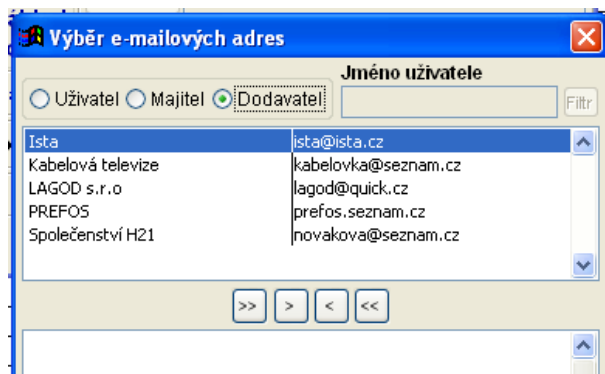 Výběr e-mailových adres
Jméno uživatele
Uživatel Majitel Dodavatel Filtr
Ista ista@ista.cz
Kabelová televize kabelovka@seznam.cz
LAGOD s.r.o lagod@quick.cz
PREFOS prefos.seznam.cz
Společenství H21 novakova@seznam.cz
>> > < <<